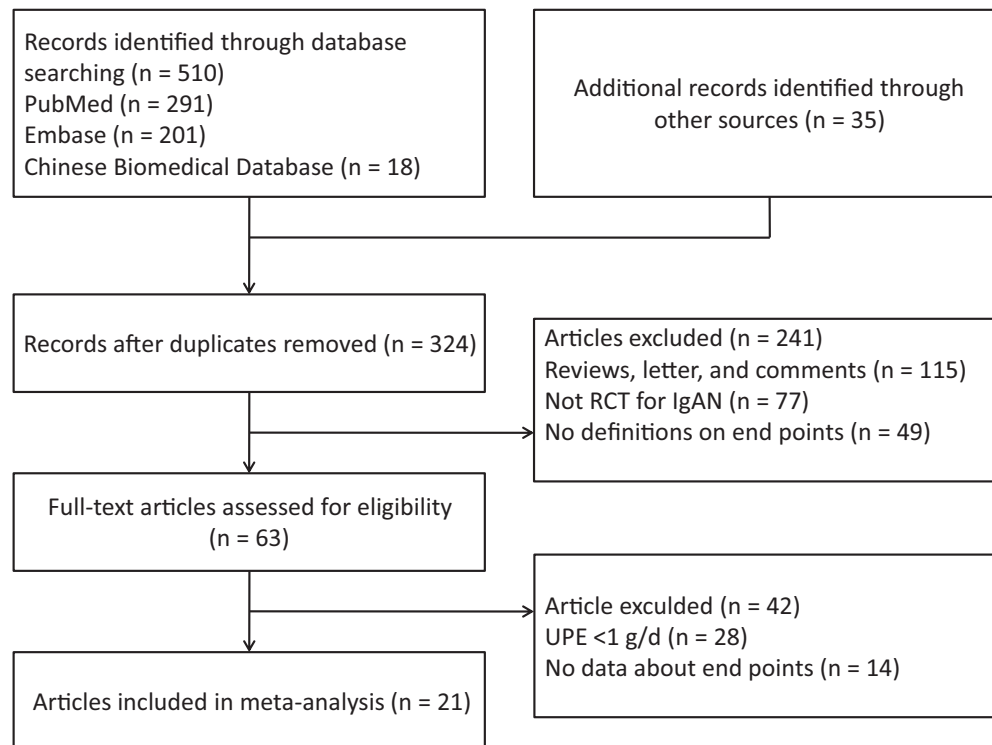 Records identified through database
searching (n = 510)
PubMed (n = 291)
Embase (n = 201)
Chinese Biomedical Database (n = 18)
Additional records identified through
other sources (n = 35)
Records after duplicates removed (n = 324)
Articles excluded (n = 241)
Reviews, letter, and comments (n = 115)
Not RCT for IgAN (n = 77)
No definitions on end points (n = 49)
Full-text articles assessed for eligibility
(n = 63)
Article exculded (n = 42)
UPE <1 g/d (n = 28)
No data about end points (n = 14)
Articles included in meta-analysis (n = 21)